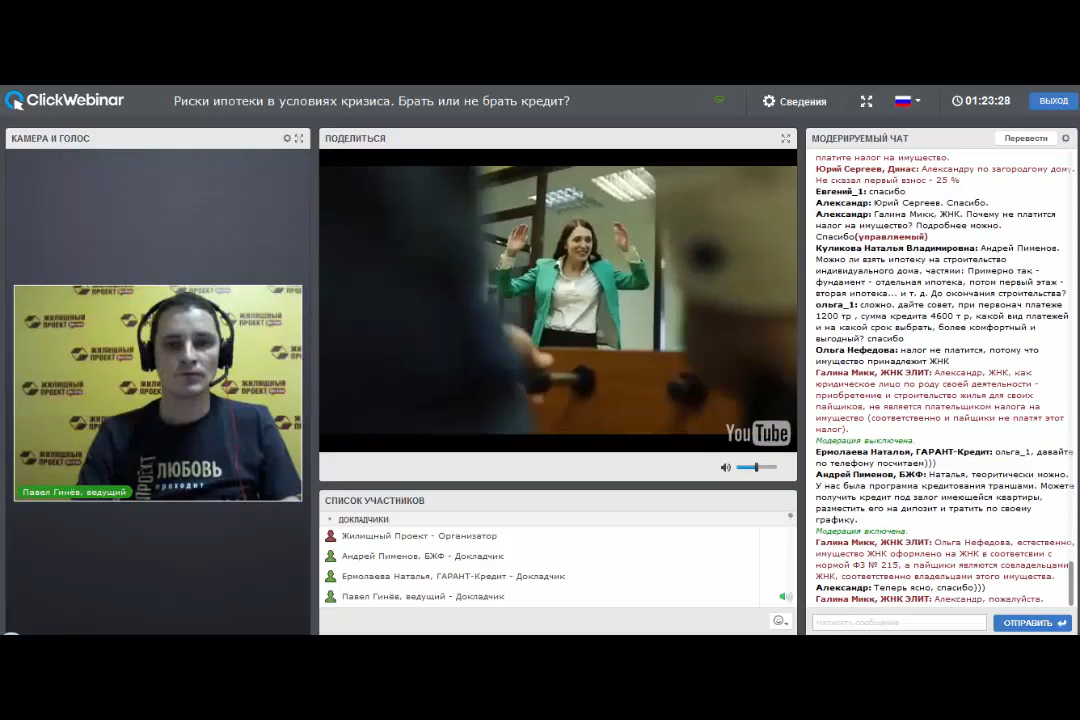 ClickWebinar
Риски ипотеки в условиях кризиса. Брать или не брать кредит?
Сведения
01:23:28
ВЫХОД
КАМЕРА И ГОЛОС
ЖИЛИЩНЫЙ
ПРОЕКТ
ЛЮБОВЬ
проходит
ПРОЕКТ
Павел Гинёв, ведущий
ПОДЕЛИТЬСЯ
YouTube
СПИСОК УЧАСТНИКОВ
ДОКЛАДЧИКИ
Жилищный Проект - Организатор
Андрей Пименов, БЖФ - Докладчик
Ермолаева Наталья, ГАРАНТ-Кредит - Докладчик
Павел Гинёв, ведущий - Докладчик
МОДЕРИРУЕМЫЙ ЧАТ
Перевести
платите налог на имущество.
Юрий Сергеев, Динас: Александру по загородгому дому.
Не сказал первый взнос - 25 %
Евгений_1: спасибо
Александр: Юрий Сергеев. Спасибо.
Александр: Галина Микк, ЖНК. Почему не платится
налог на имущество? Подробнее можно.
Спасибо(управляемый)
Куликова Наталья Владимировна: Андрей Пименов.
Можно ли взять ипотеку на строительство
индивидуального дома, частями: Примерно так -
фундамент - отдельная ипотека, потом первый этаж -
вторая ипотека... и т. д. До окончания строительства?
ольга_1: сложно. дайте совет, при первонач платеже
1200 тр , сумма кредита 4600 т р, какой вид платежей
и на какой срок выбрать, более комфортный и
выгодный? спасибо
Ольга Нефедова: налог не платится, потому что
имущество принадлежит ЖНК
Галина Микк, ЖНК ЭЛИТ: Александр, ЖНК, как
юридическое лицо по роду своей деятельности -
приобретение и строительство жилья для своих
пайщиков, не является плательщиком налога на
имущество (соответственно и пайщики не платят этот
налог).
Модерация выключена.
Ермолаева Наталья, ГАРАНТ-Кредит: ольга_1, давайте
по телефону посчитаем)))
Андрей Пименов, БЖФ: Наталья, теоритически можно.
У нас была программа кредитования траншами. Можете
получить кредит под залог имеющейся квартиры,
разместить его на дипозит и тратить по своему
графику.
Модерация включена.
Галина Микк, ЖНК ЭЛИТ: Ольга Нефедова, естественно,
имущество ЖНК оформлено на ЖНК в соответсвии с
нормой ФЗ № 215, а пайщики являются совладельцами
ЖНК, соответственно владельцами этого имущества.
Александр: Теперь ясно, спасибо)))
Галина Микк, ЖНК ЭЛИТ: Александр, пожалуйста.
Написать сообщение
ОТПРАВИТЬ